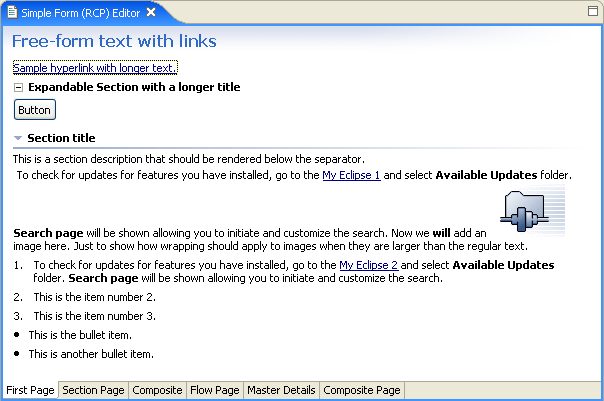 Simple Form (RCP) Editor
Free-form text with links
Sample hyperlink with longer text.
Expandable Section with a longer title
Button
Section title
This is a section description that should be rendered below the separator.
To check for updates for features you have installed, go to the My Eclipse 1 and select Available Updates folder.
Search page will be shown allowing you to initiate and customize the search. Now we will add an
image here. Just to show how wrapping should apply to images when they are larger than the regular text.
1. To check for updates for features you have installed, go to the My Eclipse 2 and select Available Updates
folder. Search page will be shown allowing you to initiate and customize the search.
2. This is the item number 2.
3. This is the item number 3.
• This is the bullet item.
• This is another bullet item.
First Page Section Page Composite Flow Page Master Details Composite Page